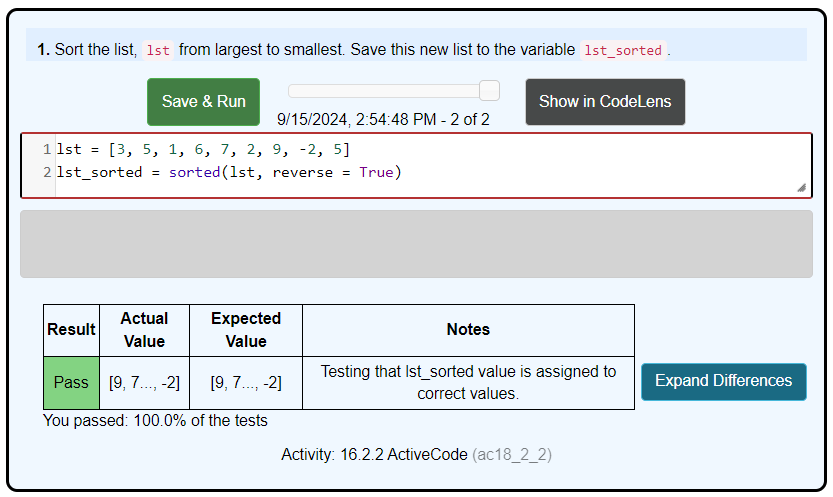 1. Sort the list, lst from largest to smallest. Save this new list to the variable lst_sorted .
Save & Run
9/15/2024, 2:54:48 PM - 2 of 2
Show in CodeLens
1 lst = [3, 5, 1, 6, 7, 2, 9, -2, 5]
2 lst_sorted = sorted(lst, reverse = True)
Result Actual Value Expected Value Notes
Pass [9, 7..., -2] [9, 7..., -2] Testing that lst_sorted value is assigned to
correct values.
Expand Differences
You passed: 100.0% of the tests
Activity: 16.2.2 ActiveCode (ac18_2_2)